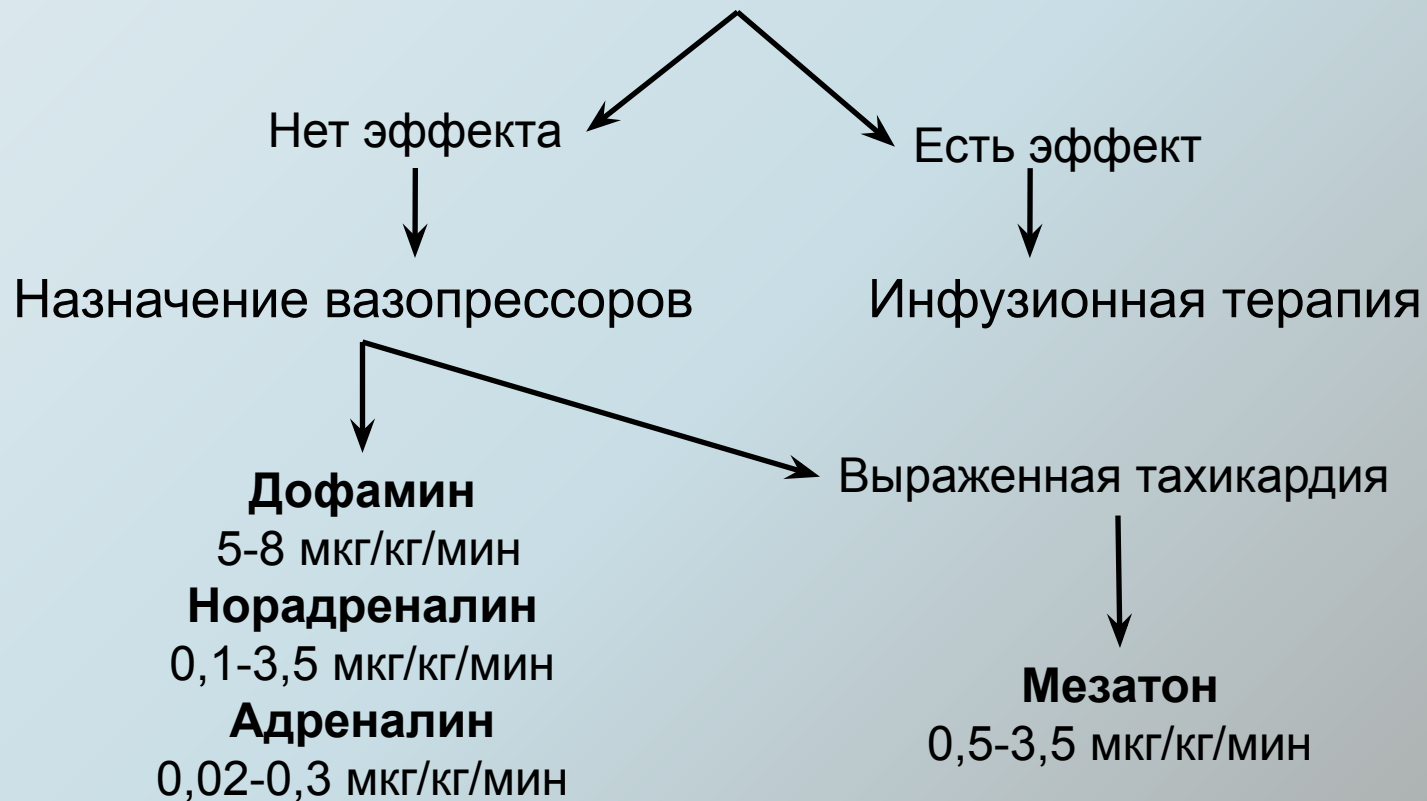 Нет эффекта
Есть эффект
Назначение вазопрессоров
Инфузионная терапия
Выраженная тахикардия
Дофамин
5-8 мкг/кг/мин
Норадреналин
0,1-3,5 мкг/кг/мин
Адреналин
0,02-0,3 мкг/кг/мин
Мезатон
0,5-3,5 мкг/кг/мин